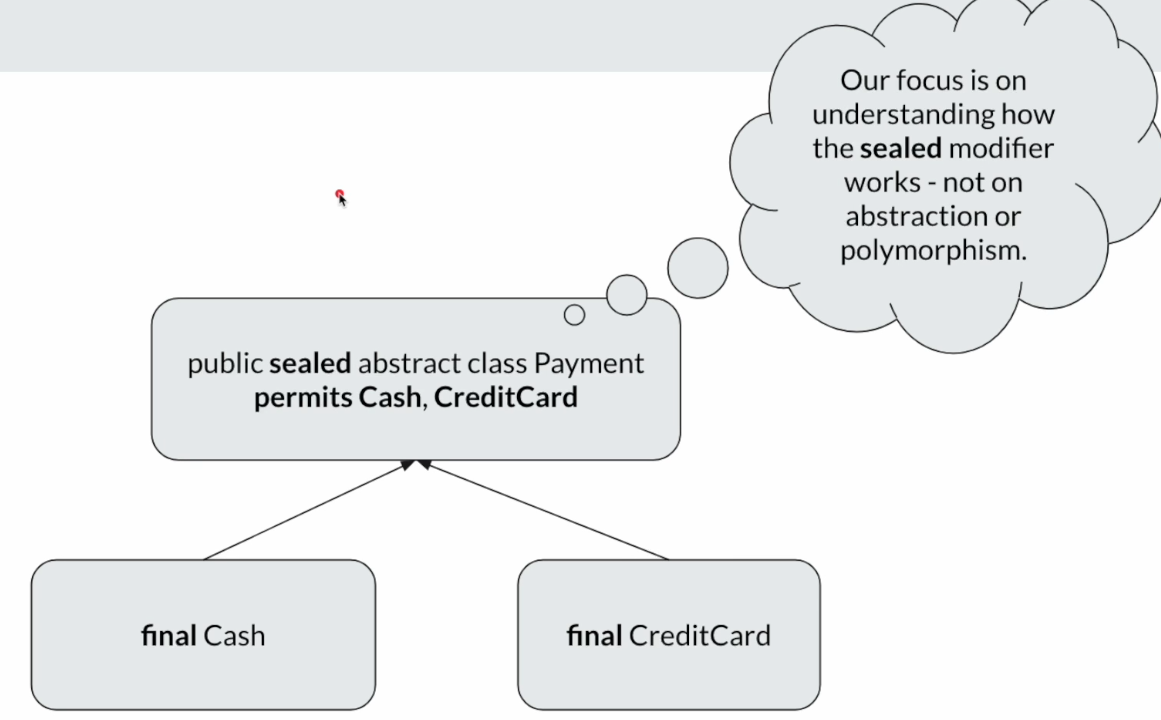 Our focus is on
understanding how
the sealed modifier
works - not on
abstraction or
polymorphism.
public sealed abstract class Payment
permits Cash, CreditCard
final Cash
final CreditCard